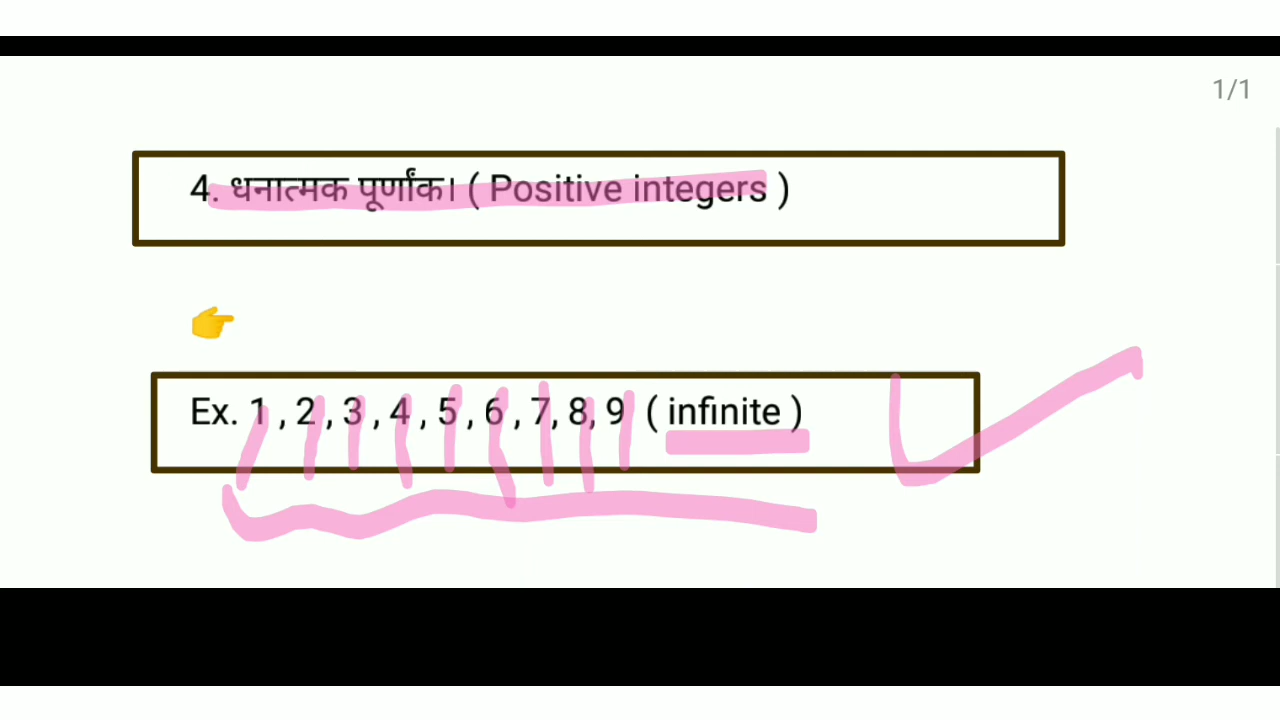 1/1
4. धनात्मक पूर्णांक। ( Positive integers )
Ex. 1 , 2 , 3 , 4 , 5 , 6 , 7, 8, 9 ( infinite )